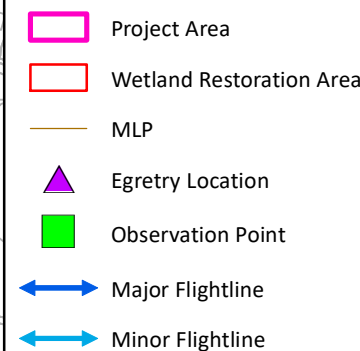 Project Area
Wetland Restoration Area
MLP
Egretry Location
Observation Point
Major Flightline
Minor Flightline